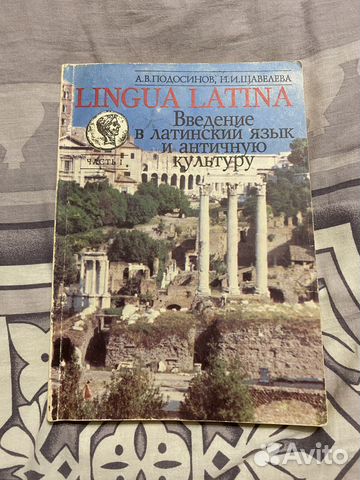 А.В.ПОДОСИНОВ, Н.И.ЩАВЕЛЕВА
LINGUA LATINA
Введение
в латинский язык
и античную
культуру
ЧАСТЬ
Avito